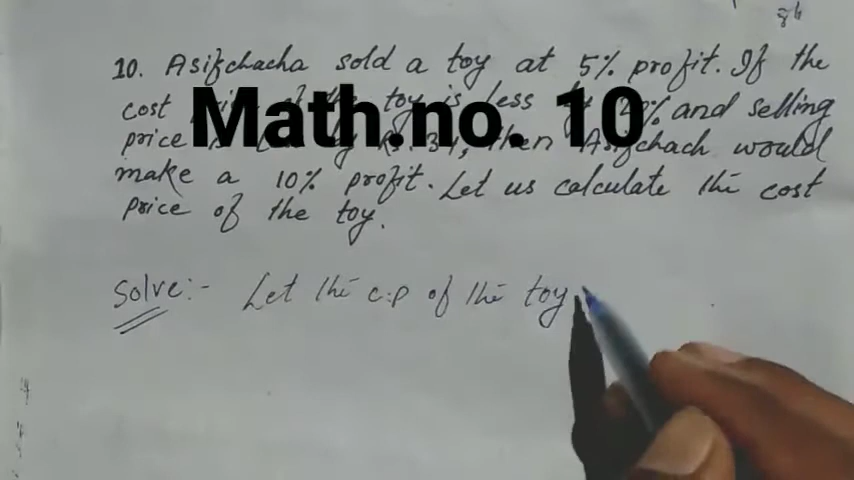 10. Asifchacha sold a toy at 5% profit. If the
cost the toy is less and selling
Math.no. 10
price then Asifchach would
make a 10% profit. Let us calculate the cost
price of the toy.
Solve:- Let the c.p of the toy